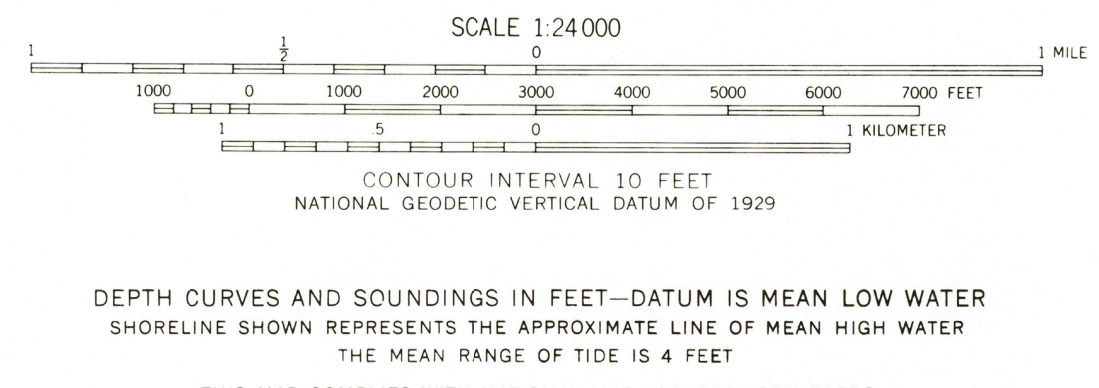 SCALE 1:24 000
1 ½ 0 1 MILE
1000 0 1000 2000 3000 4000 5000 6000 7000 FEET
1 .5 0 1 KILOMETER
CONTOUR INTERVAL 10 FEET
NATIONAL GEODETIC VERTICAL DATUM OF 1929
DEPTH CURVES AND SOUNDINGS IN FEET—DATUM IS MEAN LOW WATER
SHORELINE SHOWN REPRESENTS THE APPROXIMATE LINE OF MEAN HIGH WATER
THE MEAN RANGE OF TIDE IS 4 FEET